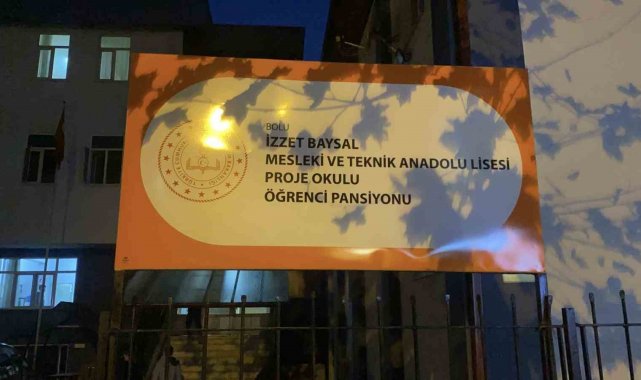 BOLU
İZZET BAYSAL
MESLEKİ VE TEKNİK ANADOLU LİSESİ
PROJE OKULU
ÖĞRENCİ PANSİYONU